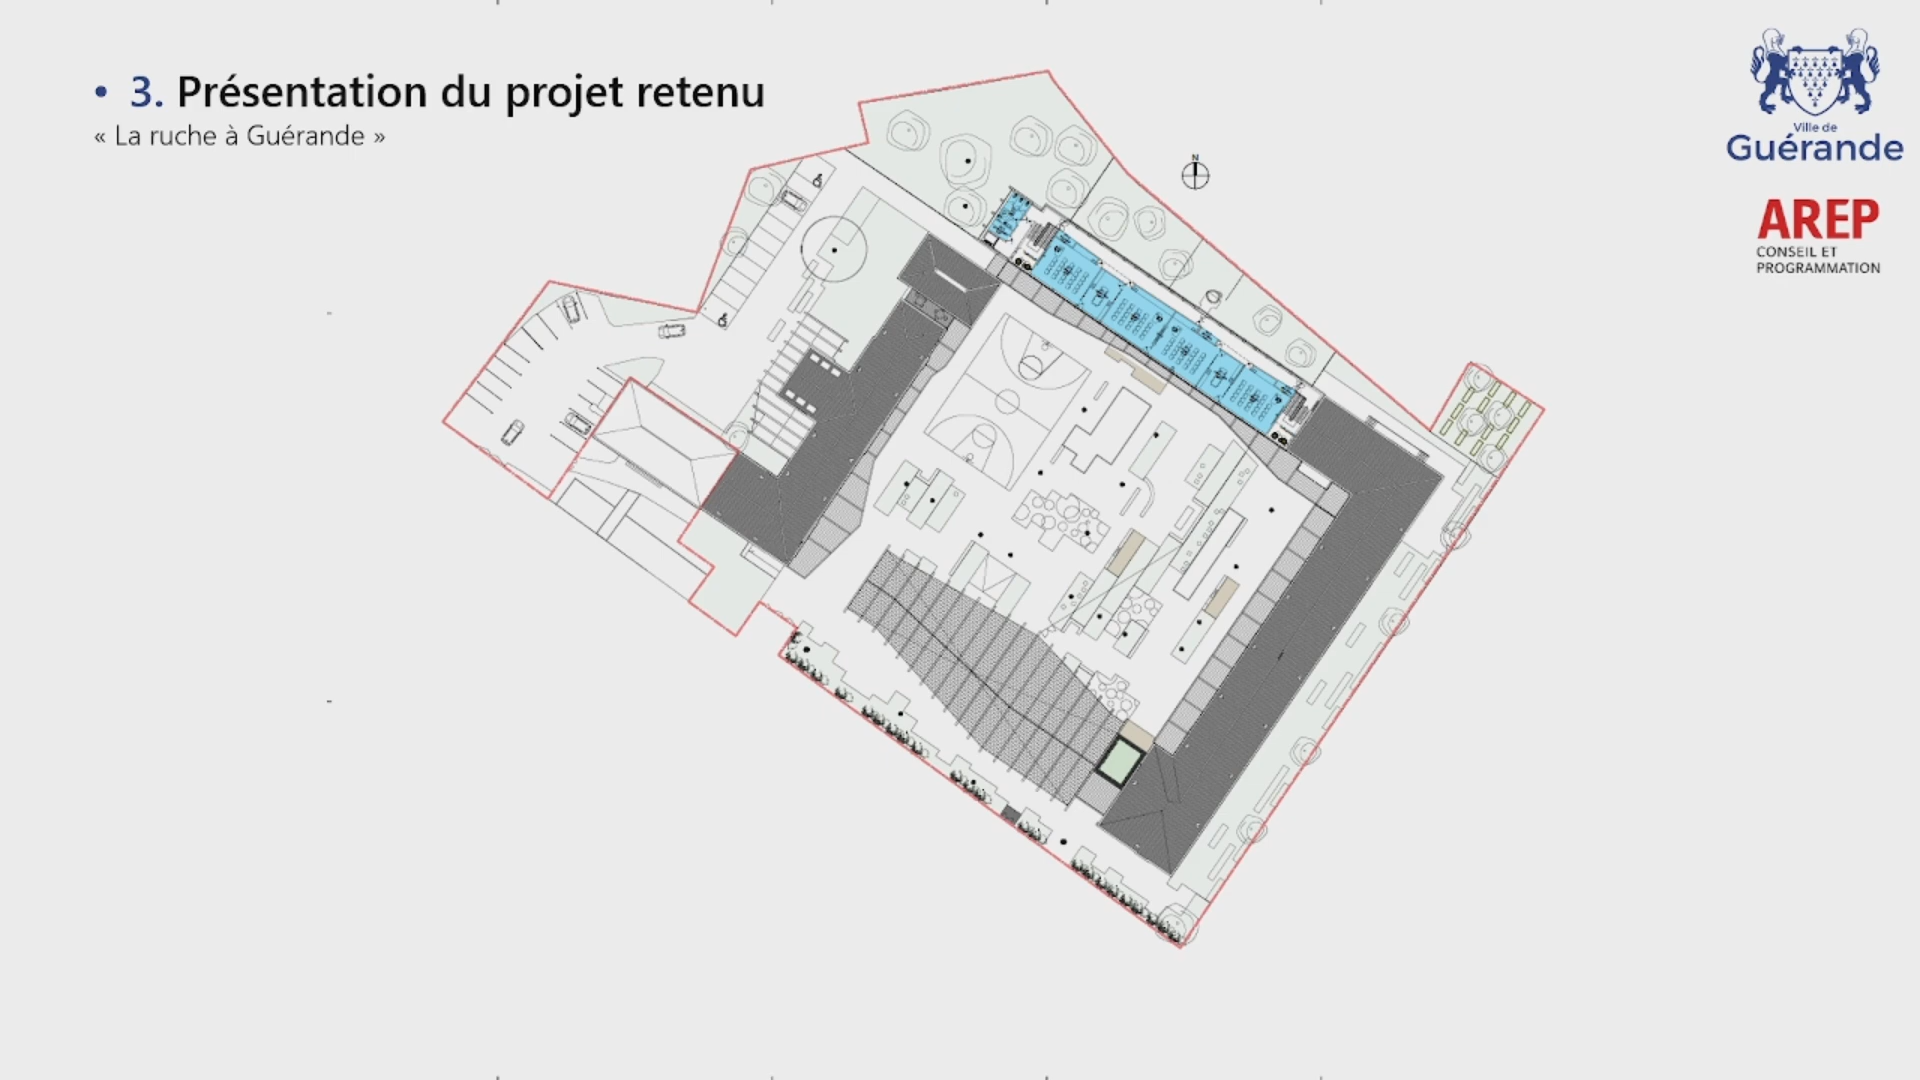 • 3. Présentation du projet retenu
« La ruche à Guérande »
N
Ville de
Guérande
AREP
CONSEIL ET
PROGRAMMATION